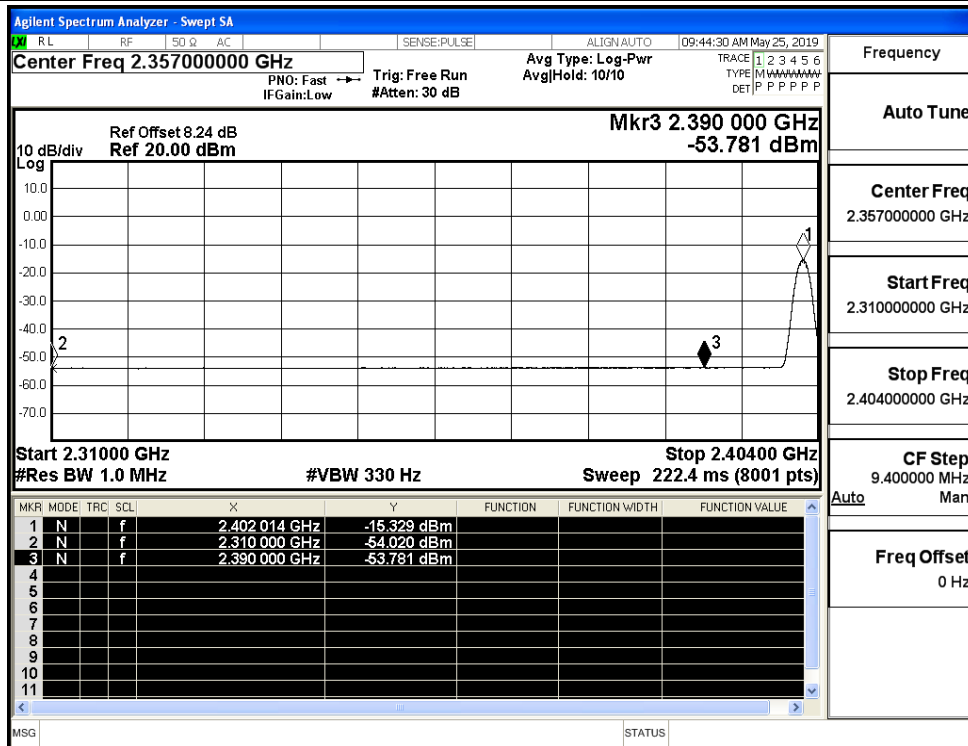 Agilent Spectrum Analyzer - Swept SA
LXI RL RF 50 Ω AC SENSE:PULSE ALIGN AUTO 09:44:30 AM May 25, 2019
Center Freq 2.357000000 GHz
PNO: Fast
IFGain:Low
Trig: Free Run
#Atten: 30 dB
Avg Type: Log-Pwr
Avg|Hold: 10/10
TRACE 1 2 3 4 5 6
TYPE M WWWWW
DET P P P P P P
Ref Offset 8.24 dB
10 dB/div Ref 20.00 dBm
Log
Mkr3 2.390 000 GHz
-53.781 dBm
10.0
0.00
-10.0
-20.0
-30.0
-40.0
-50.0
-60.0
-70.0
1
2
3
Start 2.31000 GHz Stop 2.40400 GHz
#Res BW 1.0 MHz #VBW 330 Hz Sweep 222.4 ms (8001 pts)
MKR MODE TRC SCL X Y FUNCTION FUNCTION WIDTH FUNCTION VALUE
1 N f 2.402 014 GHz -15.329 dBm
2 N f 2.310 000 GHz -54.020 dBm
3 N f 2.390 000 GHz -53.781 dBm
4
5
6
7
8
9
10
11
MSG STATUS
Frequency
Auto Tune
Center Freq
2.357000000 GHz
Start Freq
2.310000000 GHz
Stop Freq
2.404000000 GHz
CF Step
9.400000 MHz
Auto Man
Freq Offset
0 Hz